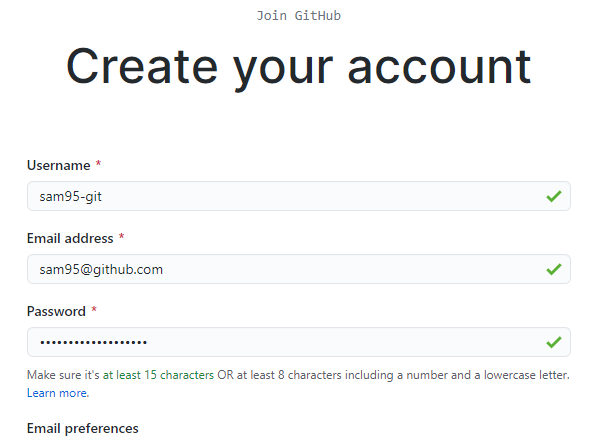 Join GitHub
Create your account
Username *
sam95-git
Email address *
sam95@github.com
Password *
•••••••••••••••••••
Make sure it's at least 15 characters OR at least 8 characters including a number and a lowercase letter.
Learn more.
Email preferences